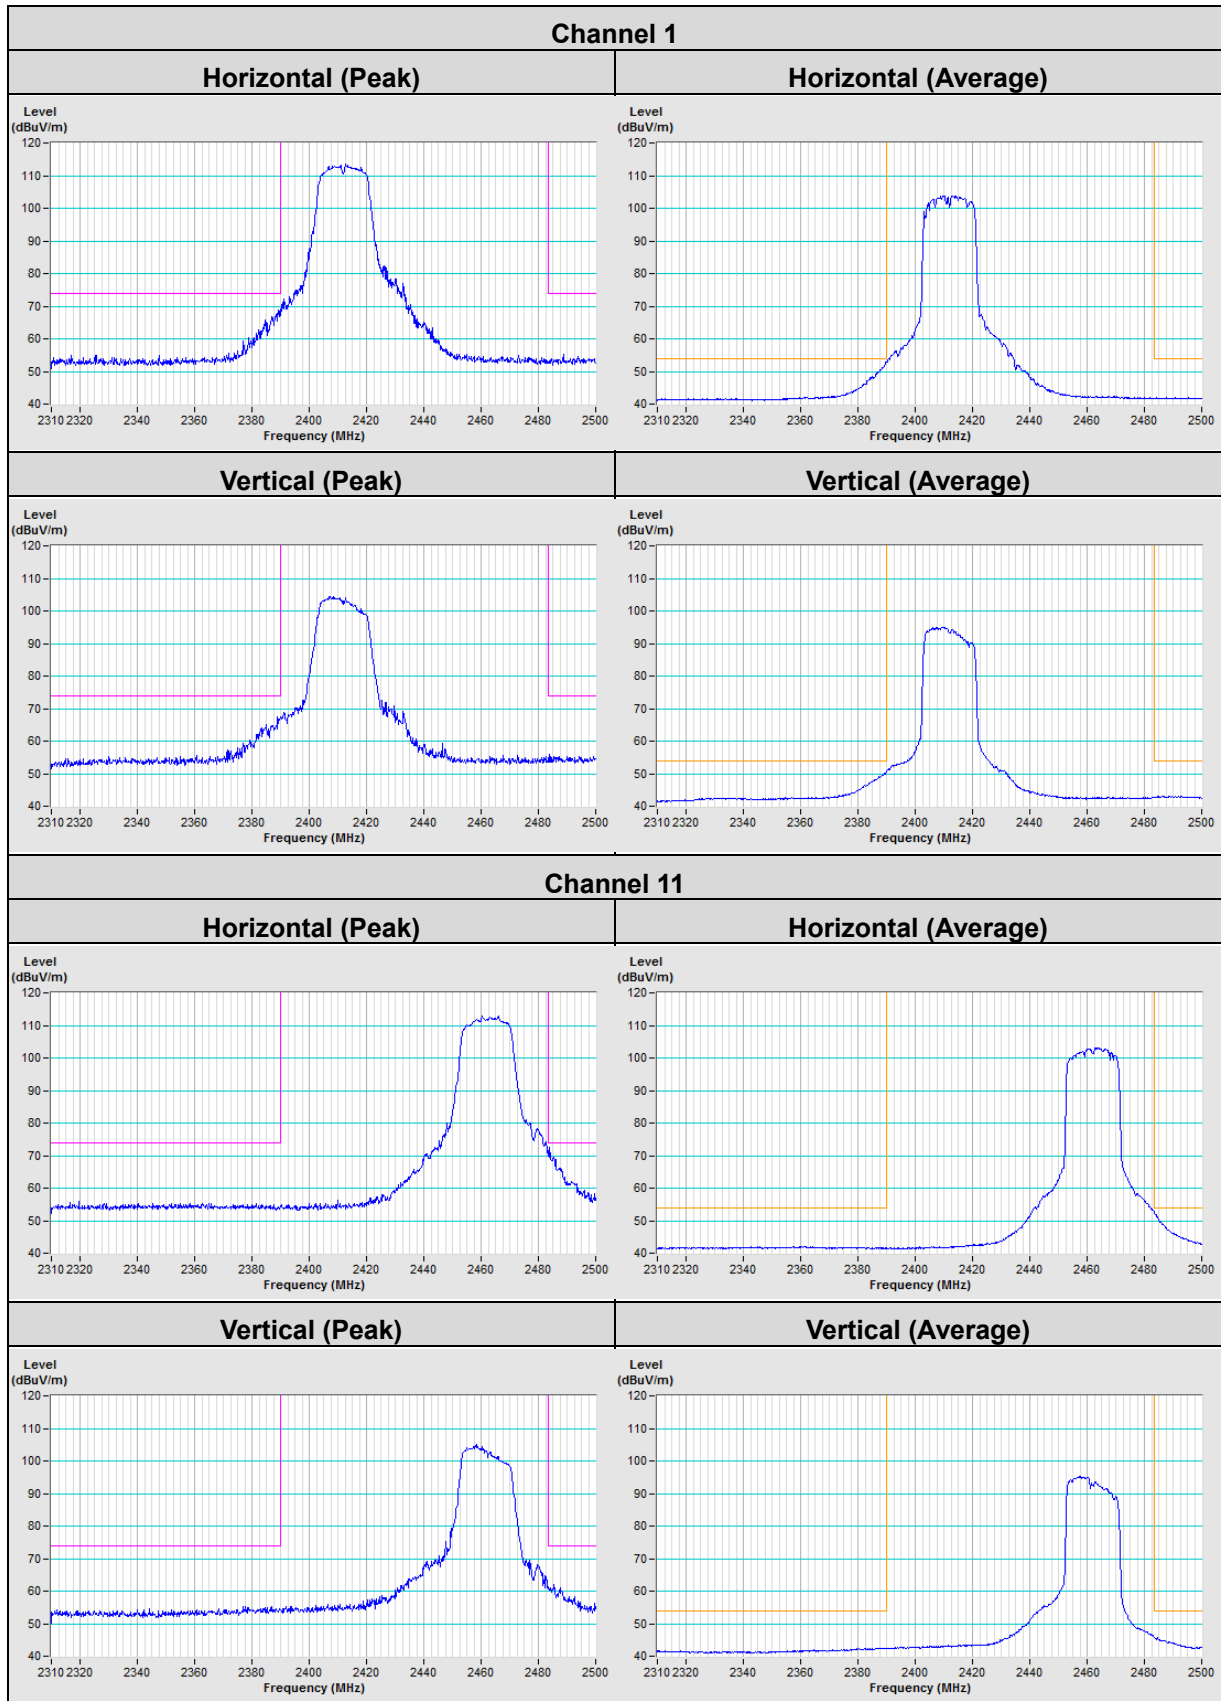 Channel 1
Horizontal (Peak) Horizontal (Average)
Level Level
(dBuV/m) (dBuV/m)
120 120
110 110
100 100
90 90
80 80
70 70
60 60
50 50
40 40
2310 2320 2340 2360 2380 2400 2420 2440 2460 2480 2500 2310 2320 2340 2360 2380 2400 2420 2440 2460 2480 2500
Frequency (MHz) Frequency (MHz)
Vertical (Peak) Vertical (Average)
Level Level
(dBuV/m) (dBuV/m)
120 120
110 110
100 100
90 90
80 80
70 70
60 60
50 50
40 40
2310 2320 2340 2360 2380 2400 2420 2440 2460 2480 2500 2310 2320 2340 2360 2380 2400 2420 2440 2460 2480 2500
Frequency (MHz) Frequency (MHz)
Channel 11
Horizontal (Peak) Horizontal (Average)
Level Level
(dBuV/m) (dBuV/m)
120 120
110 110
100 100
90 90
80 80
70 70
60 60
50 50
40 40
2310 2320 2340 2360 2380 2400 2420 2440 2460 2480 2500 2310 2320 2340 2360 2380 2400 2420 2440 2460 2480 2500
Frequency (MHz) Frequency (MHz)
Vertical (Peak) Vertical (Average)
Level Level
(dBuV/m) (dBuV/m)
120 120
110 110
100 100
90 90
80 80
70 70
60 60
50 50
40 40
2310 2320 2340 2360 2380 2400 2420 2440 2460 2480 2500 2310 2320 2340 2360 2380 2400 2420 2440 2460 2480 2500
Frequency (MHz) Frequency (MHz)